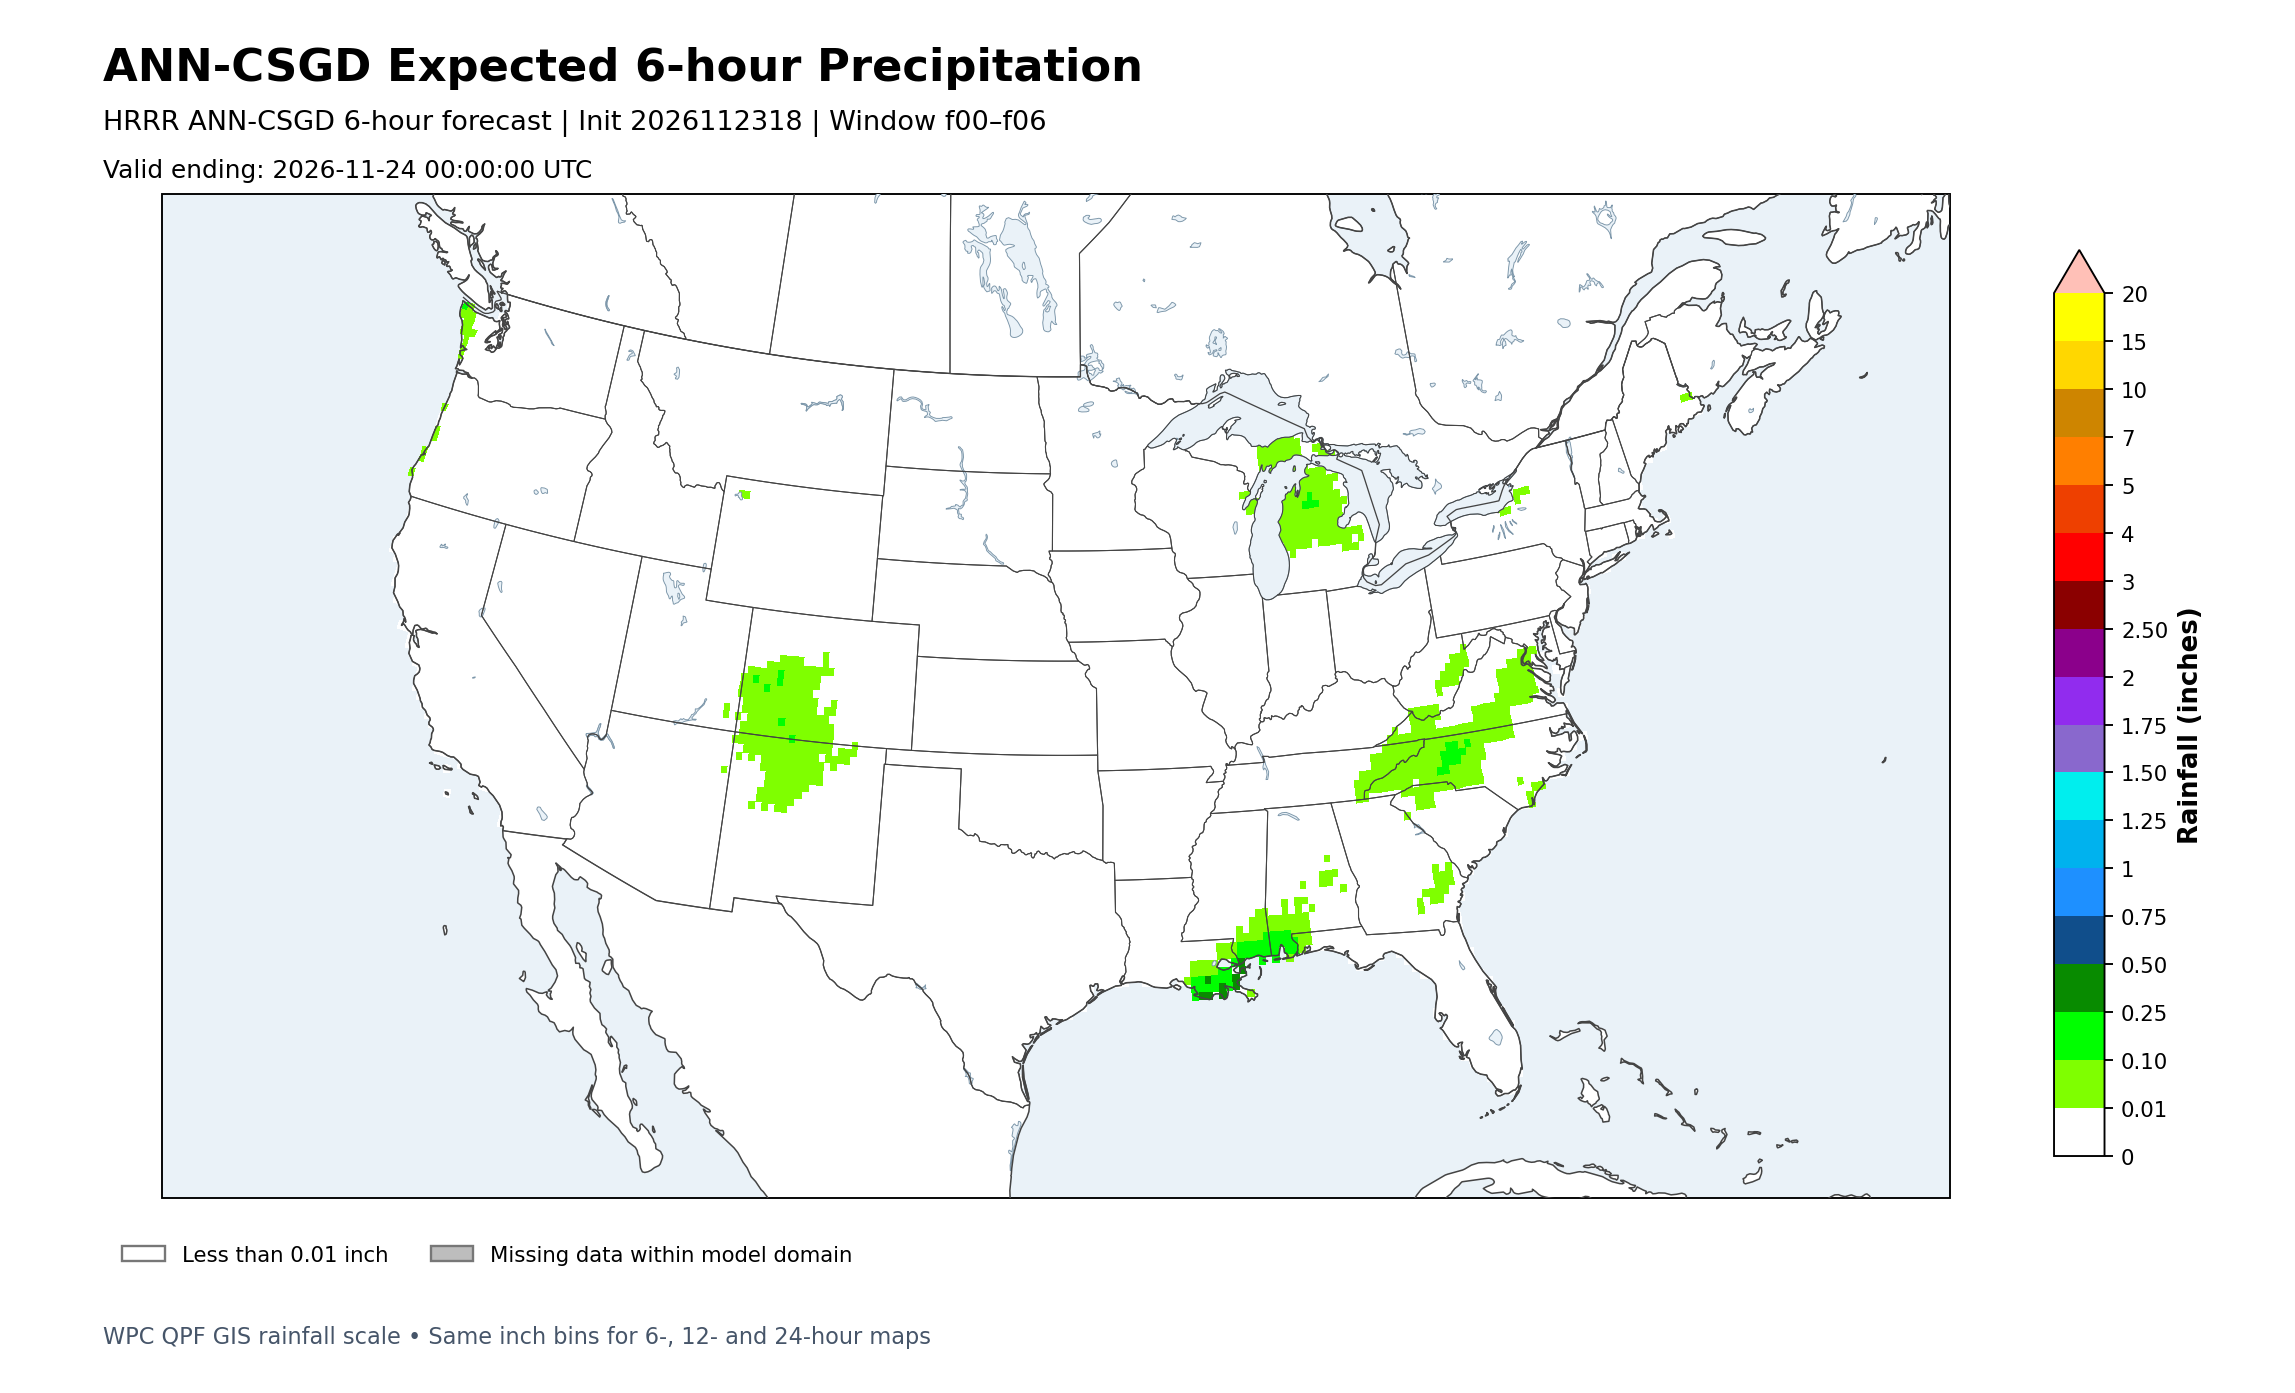 ANN-CSGD Expected 6-hour Precipitation
HRRR ANN-CSGD 6-hour forecast | Init 2026112318 | Window f00–f06
Valid ending: 2026-11-24 00:00:00 UTC
20
15
10
7
5
4
3
2.50
2
1.75
1.50
1.25
1
0.75
0.50
0.25
0.10
0.01
0
Rainfall (inches)
Less than 0.01 inch
Missing data within model domain
WPC QPF GIS rainfall scale • Same inch bins for 6-, 12- and 24-hour maps